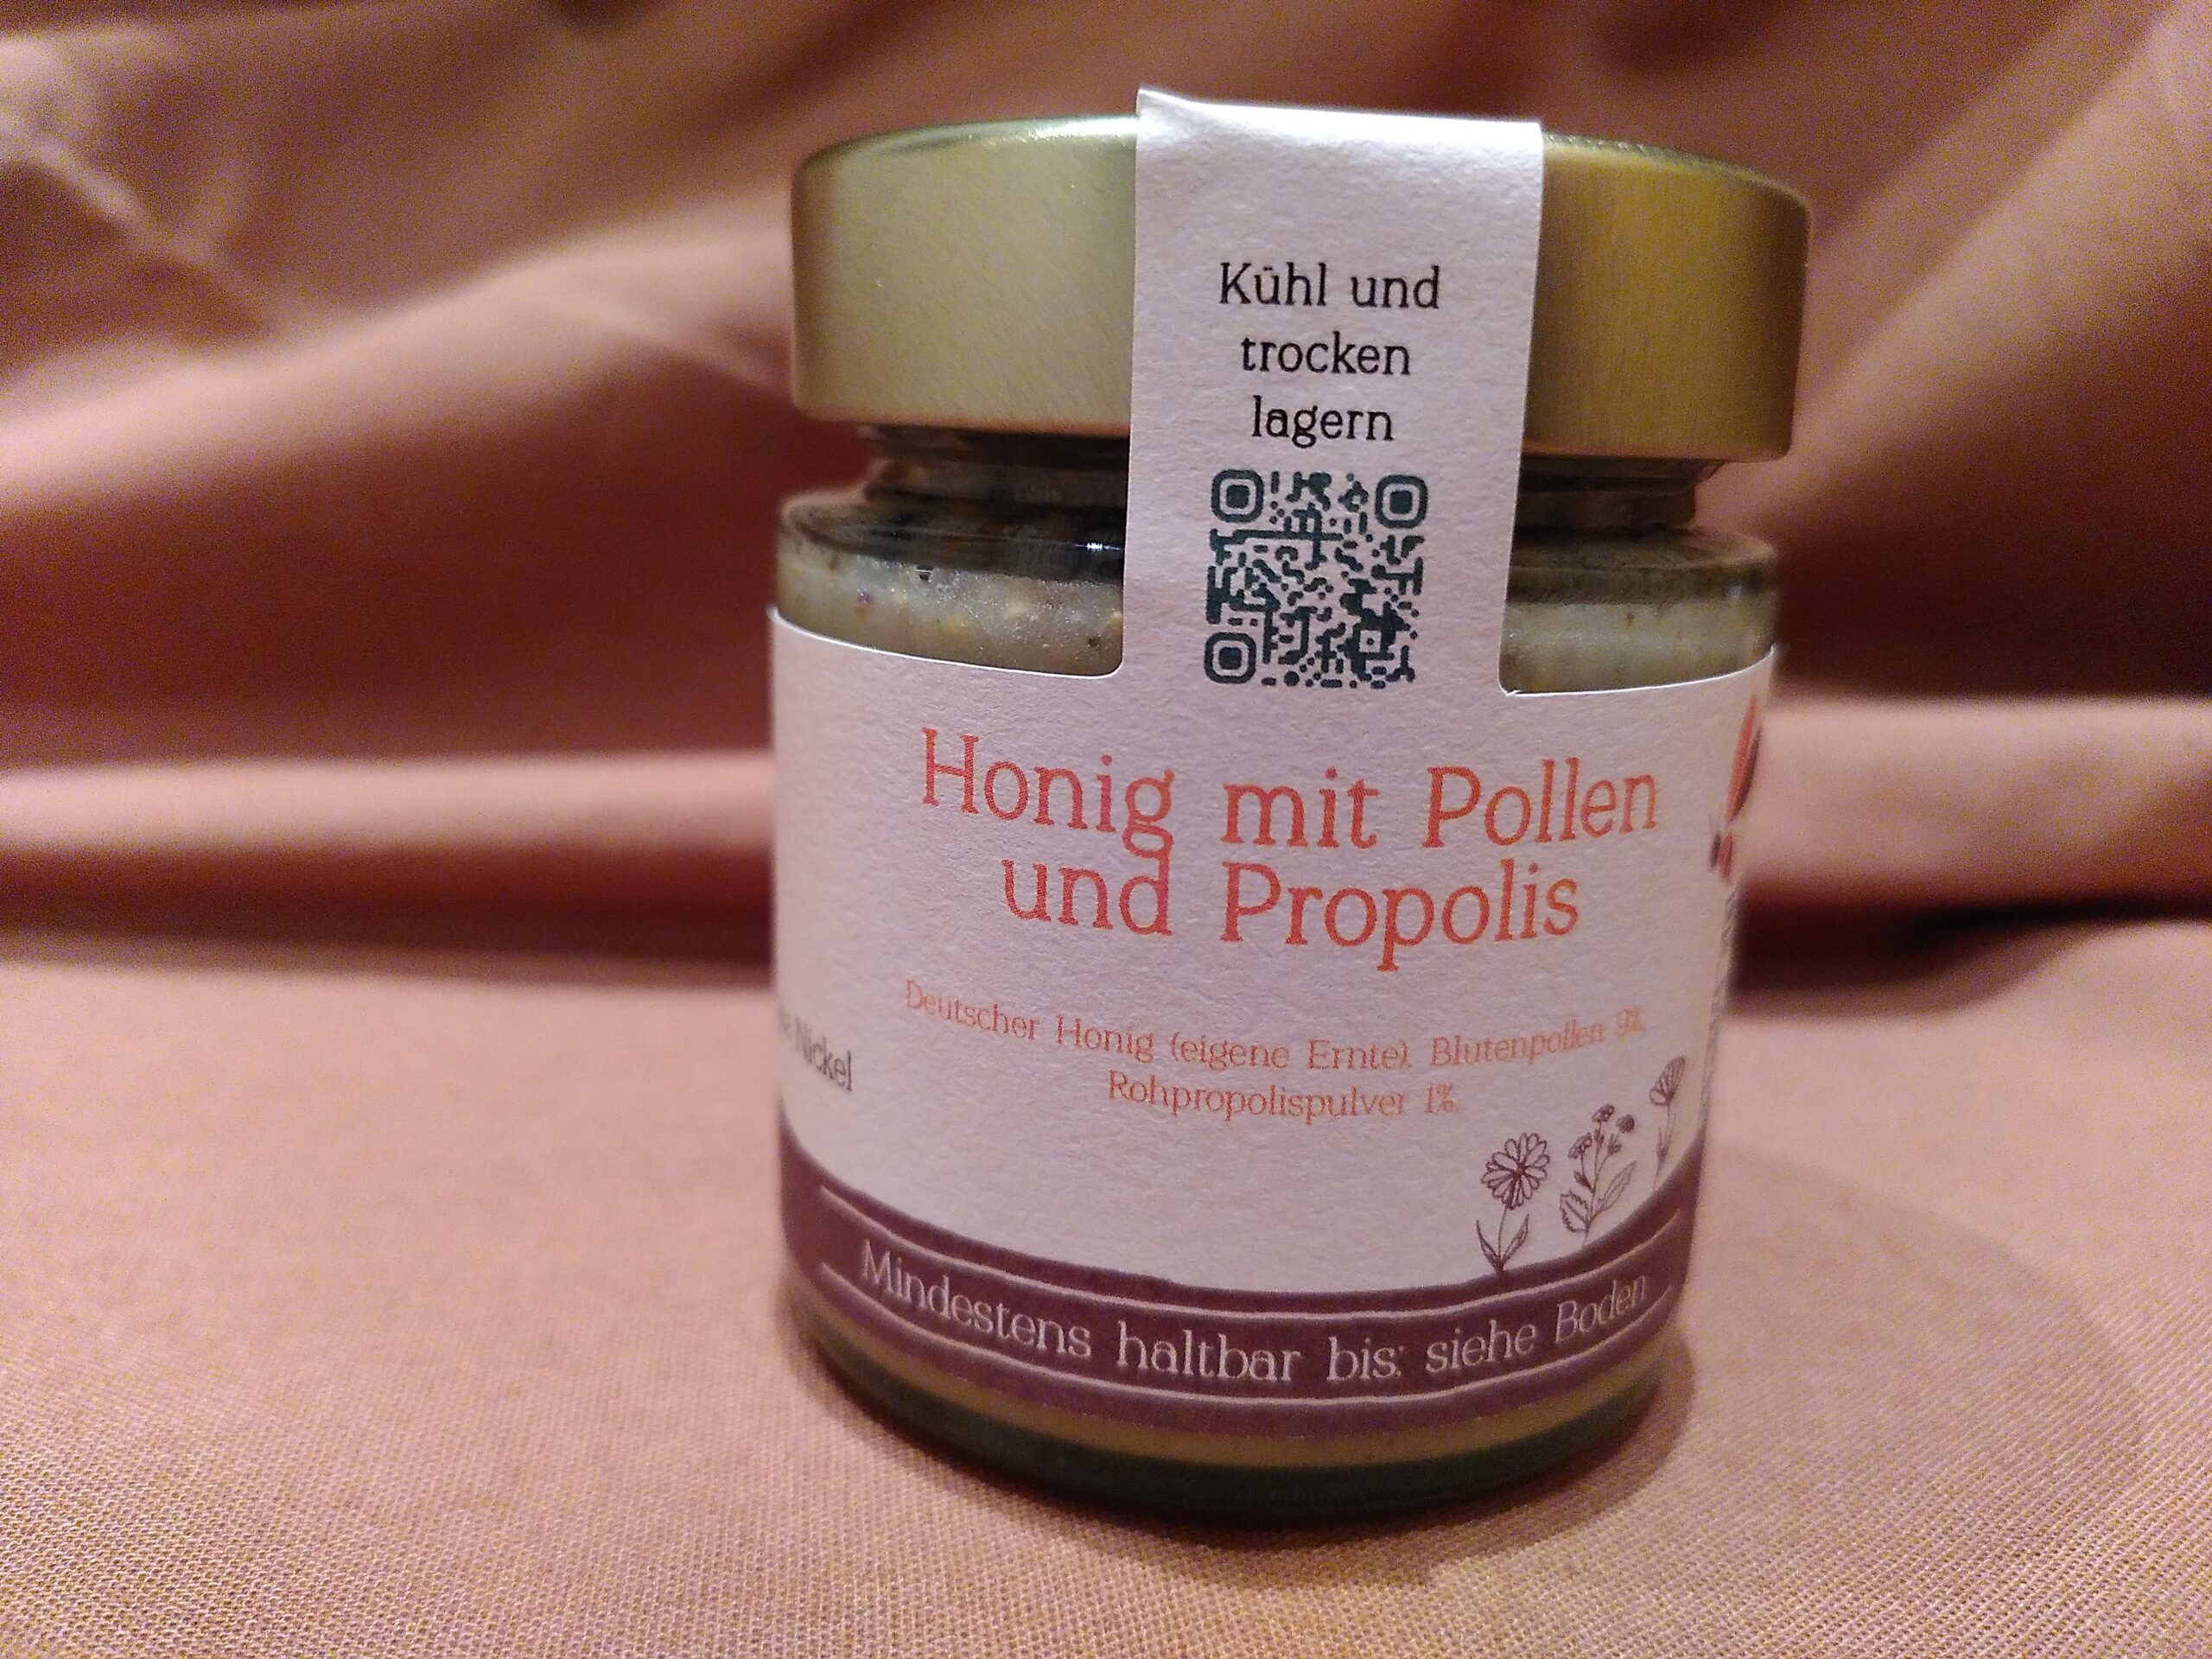 Kühl und
trocken
lagern
Honig mit Pollen
und Propolis
Deutscher Honig (eigene Ernte), Blütenpollen 9%,
Rohpropolispulver 1%.
Nickel
Mindestens haltbar bis: siehe Boden